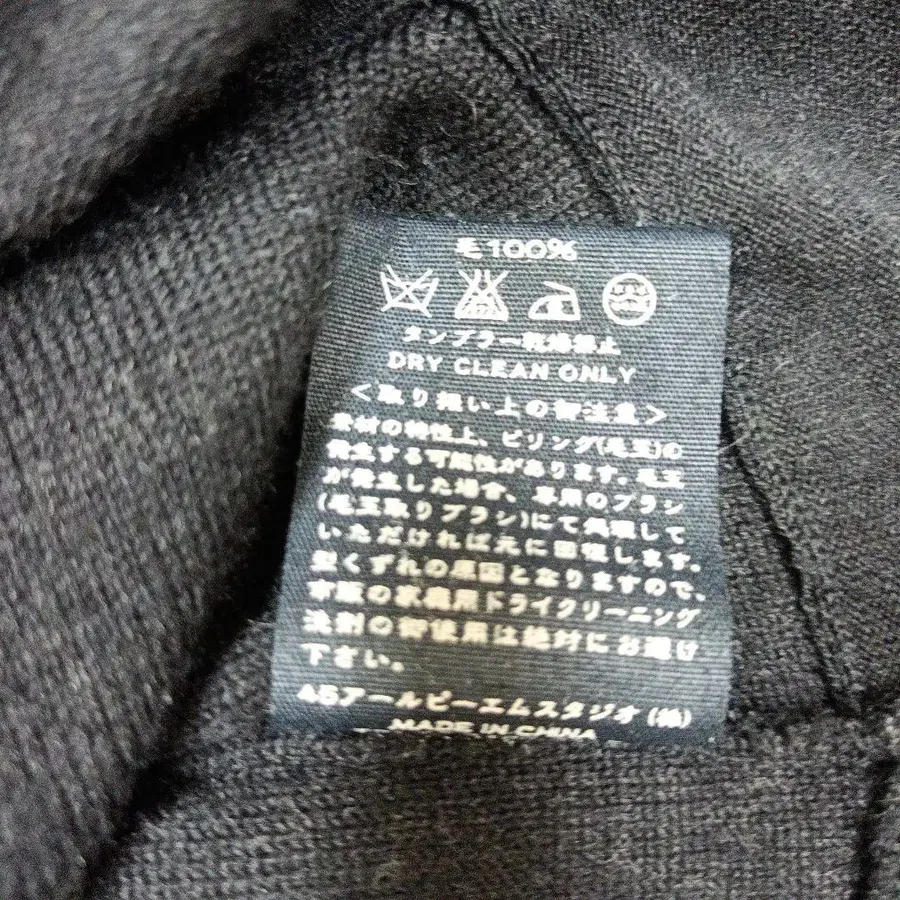 毛100%
タンブラー乾燥禁止
DRY CLEAN ONLY
<取り扱い上の御注意>
素材の特性上、ピリング(毛玉)の
発生する可能性があります。毛玉
が発生した場合、専用のブラシ
(毛玉取りブラシ)にて処理して
いただければ元に回復します。
型くずれの原因となりますので、
市販の家庭用ドライクリーニング
洗剤の御使用は絶対にお避け
下さい。
45アールピーエムスタジオ(株)
MADE IN CHINA